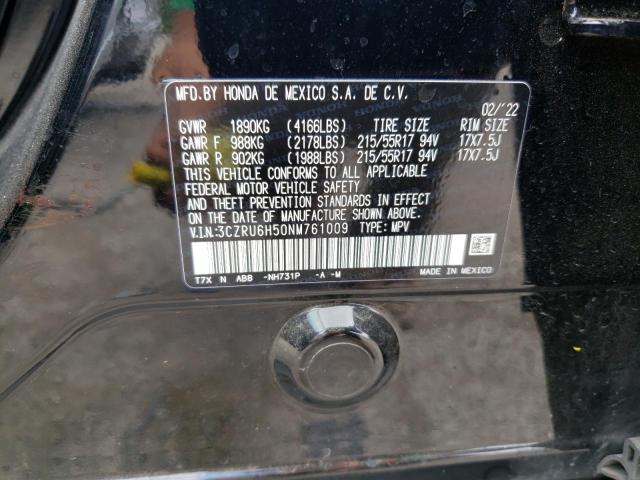 MFD.BY HONDA DE MEXICO S.A. DE C.V.
02/'22
GVWR 1890KG (4166LBS) TIRE SIZE RIM SIZE
GAWR F 988KG (2178LBS) 215/55R17 94V 17X7.5J
GAWR R 902KG (1988LBS) 215/55R17 94V 17X7.5J
THIS VEHICLE CONFORMS TO ALL APPLICABLE
FEDERAL MOTOR VEHICLE SAFETY
AND THEFT PREVENTION STANDARDS IN EFFECT
ON THE DATE OF MANUFACTURE SHOWN ABOVE.
V.I.N:3CZRU6H50NM761009 TYPE: MPV
T7X N ABB -NH731P -A -M MADE IN MEXICO